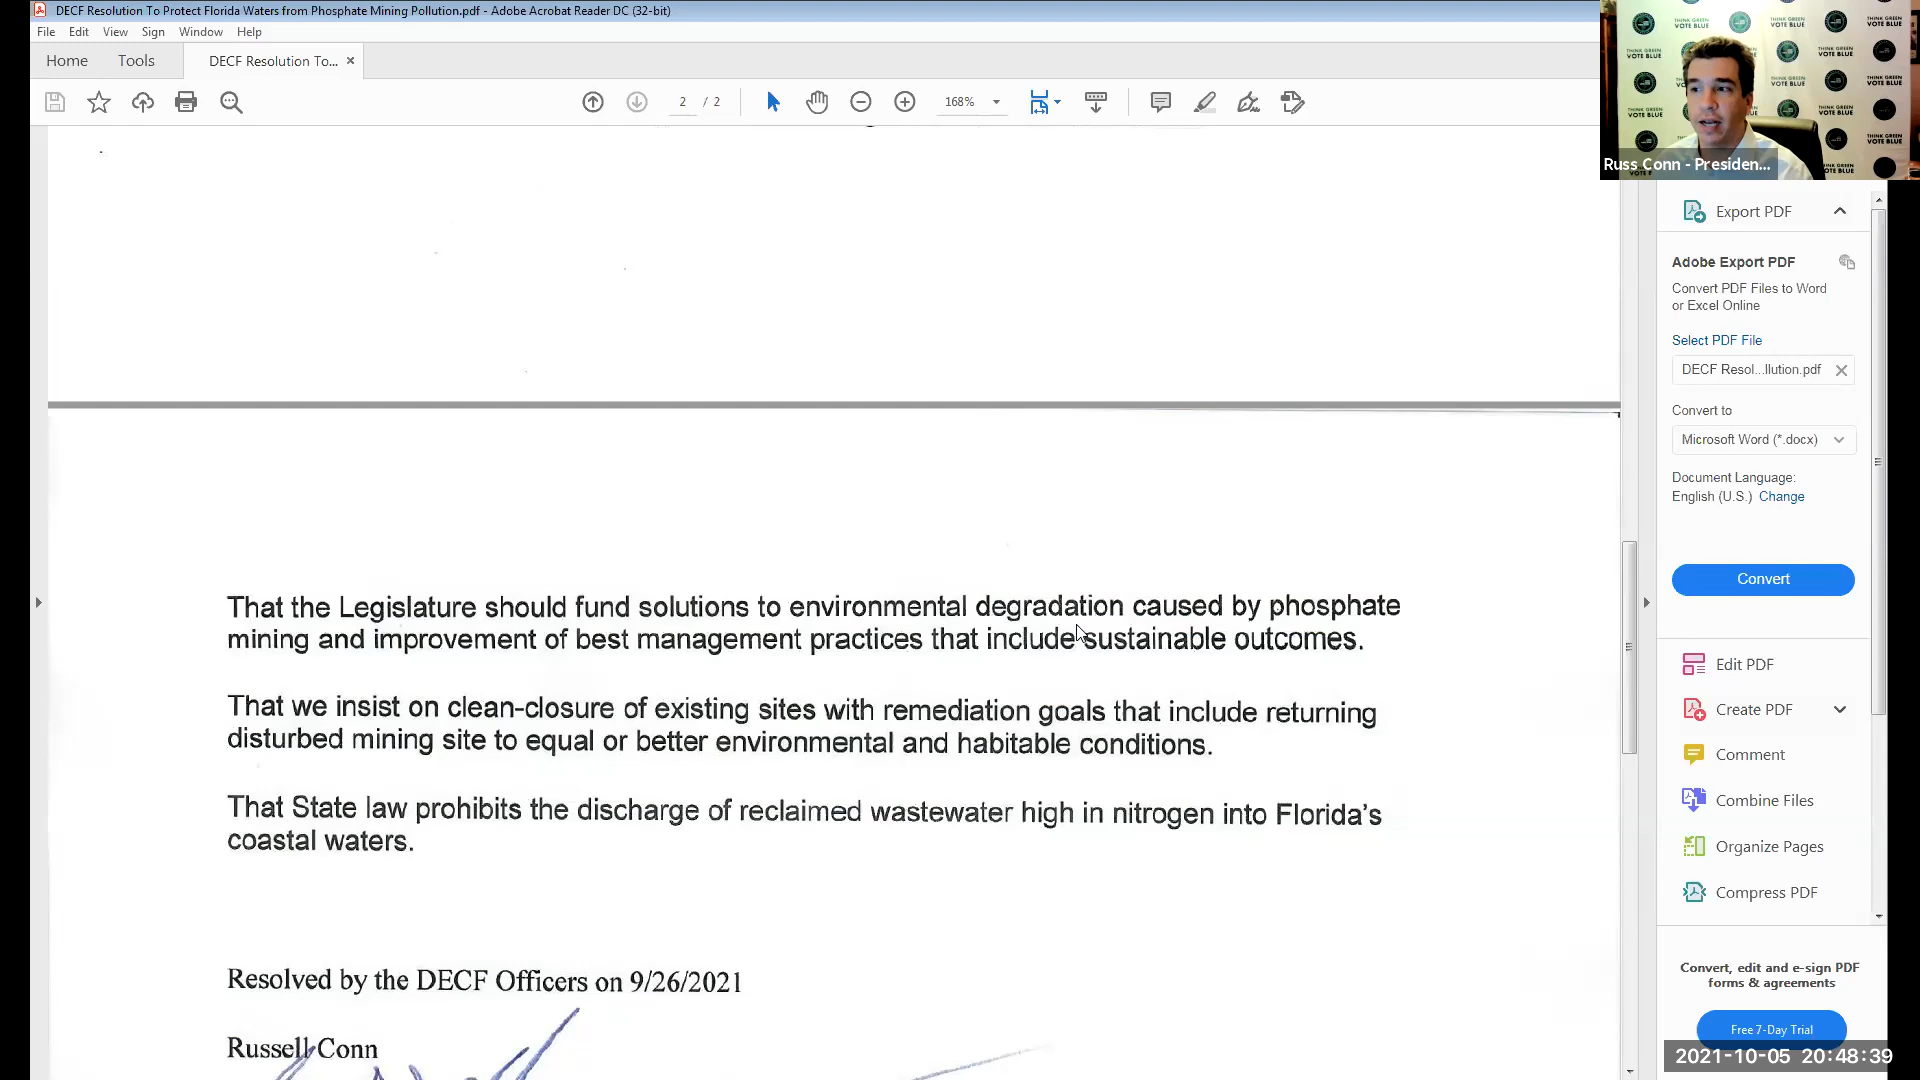 DECF Resolution To Protect Florida Waters from Phosphate Mining Pollution.pdf - Adobe Acrobat Reader DC (32-bit)
File Edit View Sign Window Help
Home Tools DECF Resolution To... ×
2 / 2 168%
THINK GREEN
VOTE BLUE
Russ Conn - Presiden...
Export PDF
Adobe Export PDF
Convert PDF Files to Word
or Excel Online
Select PDF File
DECF Resol...llution.pdf
Convert to
Microsoft Word (*.docx)
Document Language:
English (U.S.) Change
Convert
Edit PDF
Create PDF
Comment
Combine Files
Organize Pages
Compress PDF
Convert, edit and e-sign PDF
forms & agreements
Free 7-Day Trial
2021-10-05 20:48:39
That the Legislature should fund solutions to environmental degradation caused by phosphate
mining and improvement of best management practices that include sustainable outcomes.
That we insist on clean-closure of existing sites with remediation goals that include returning
disturbed mining site to equal or better environmental and habitable conditions.
That State law prohibits the discharge of reclaimed wastewater high in nitrogen into Florida's
coastal waters.
Resolved by the DECF Officers on 9/26/2021
Russell Conn